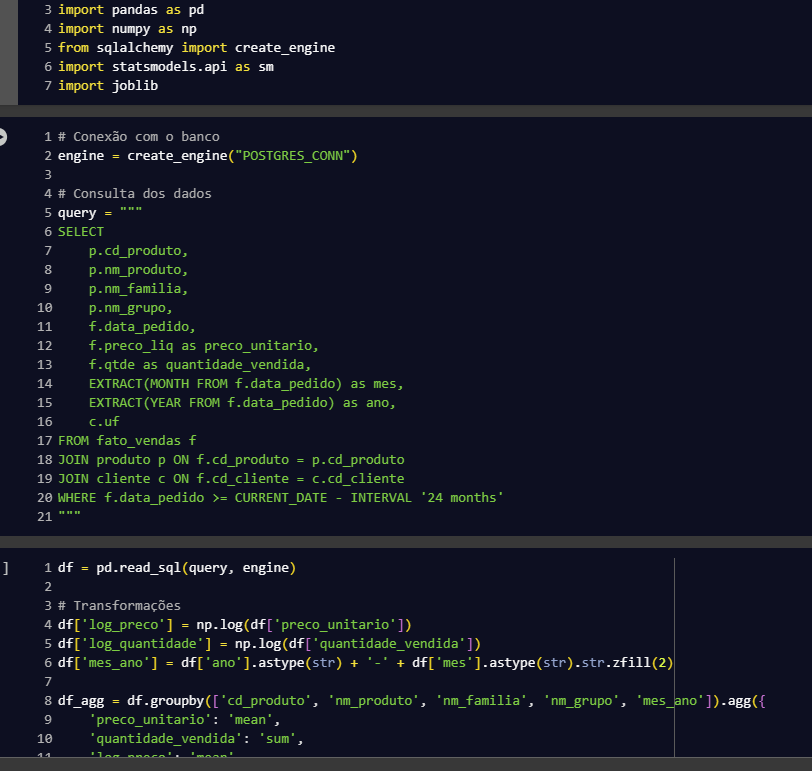 3 import pandas as pd
4 import numpy as np
5 from sqlalchemy import create_engine
6 import statsmodels.api as sm
7 import joblib
1 # Conexão com o banco
2 engine = create_engine("POSTGRES_CONN")
3
4 # Consulta dos dados
5 query = """
6 SELECT
7     p.cd_produto,
8     p.nm_produto,
9     p.nm_familia,
10     p.nm_grupo,
11     f.data_pedido,
12     f.preco_liq as preco_unitario,
13     f.qtde as quantidade_vendida,
14     EXTRACT(MONTH FROM f.data_pedido) as mes,
15     EXTRACT(YEAR FROM f.data_pedido) as ano,
16     c.uf
17 FROM fato_vendas f
18 JOIN produto p ON f.cd_produto = p.cd_produto
19 JOIN cliente c ON f.cd_cliente = c.cd_cliente
20 WHERE f.data_pedido >= CURRENT_DATE - INTERVAL '24 months'
21 """
] 1 df = pd.read_sql(query, engine)
2
3 # Transformações
4 df['log_preco'] = np.log(df['preco_unitario'])
5 df['log_quantidade'] = np.log(df['quantidade_vendida'])
6 df['mes_ano'] = df['ano'].astype(str) + '-' + df['mes'].astype(str).str.zfill(2)
7
8 df_agg = df.groupby(['cd_produto', 'nm_produto', 'nm_familia', 'nm_grupo', 'mes_ano']).agg({
9     'preco_unitario': 'mean',
10     'quantidade_vendida': 'sum',
11     'log_preco': 'mean',